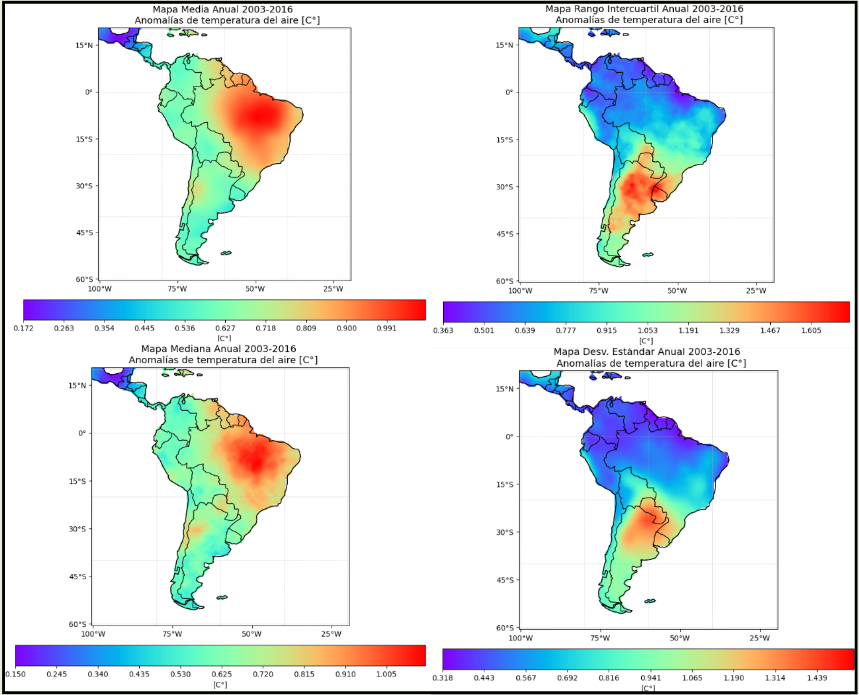 Mapa Media Anual 2003-2016
Anomalías de temperatura del aire [C°]
15°N
0°
15°S
30°S
45°S
60°S
100°W 75°W 50°W 25°W
0.172 0.263 0.354 0.445 0.536 0.627 0.718 0.809 0.900 0.991
[C°]
Mapa Rango Intercuartil Anual 2003-2016
Anomalías de temperatura del aire [C°]
15°N
0°
15°S
30°S
45°S
60°S
100°W 75°W 50°W 25°W
0.363 0.501 0.639 0.777 0.915 1.053 1.191 1.329 1.467 1.605
[C°]
Mapa Mediana Anual 2003-2016
Anomalías de temperatura del aire [C°]
15°N
0°
15°S
30°S
45°S
60°S
100°W 75°W 50°W 25°W
0.150 0.245 0.340 0.435 0.530 0.625 0.720 0.815 0.910 1.005
[C°]
Mapa Desv. Estándar Anual 2003-2016
Anomalías de temperatura del aire [C°]
15°N
0°
15°S
30°S
45°S
60°S
100°W 75°W 50°W 25°W
0.318 0.443 0.567 0.692 0.816 0.941 1.065 1.190 1.314 1.439
[C°]